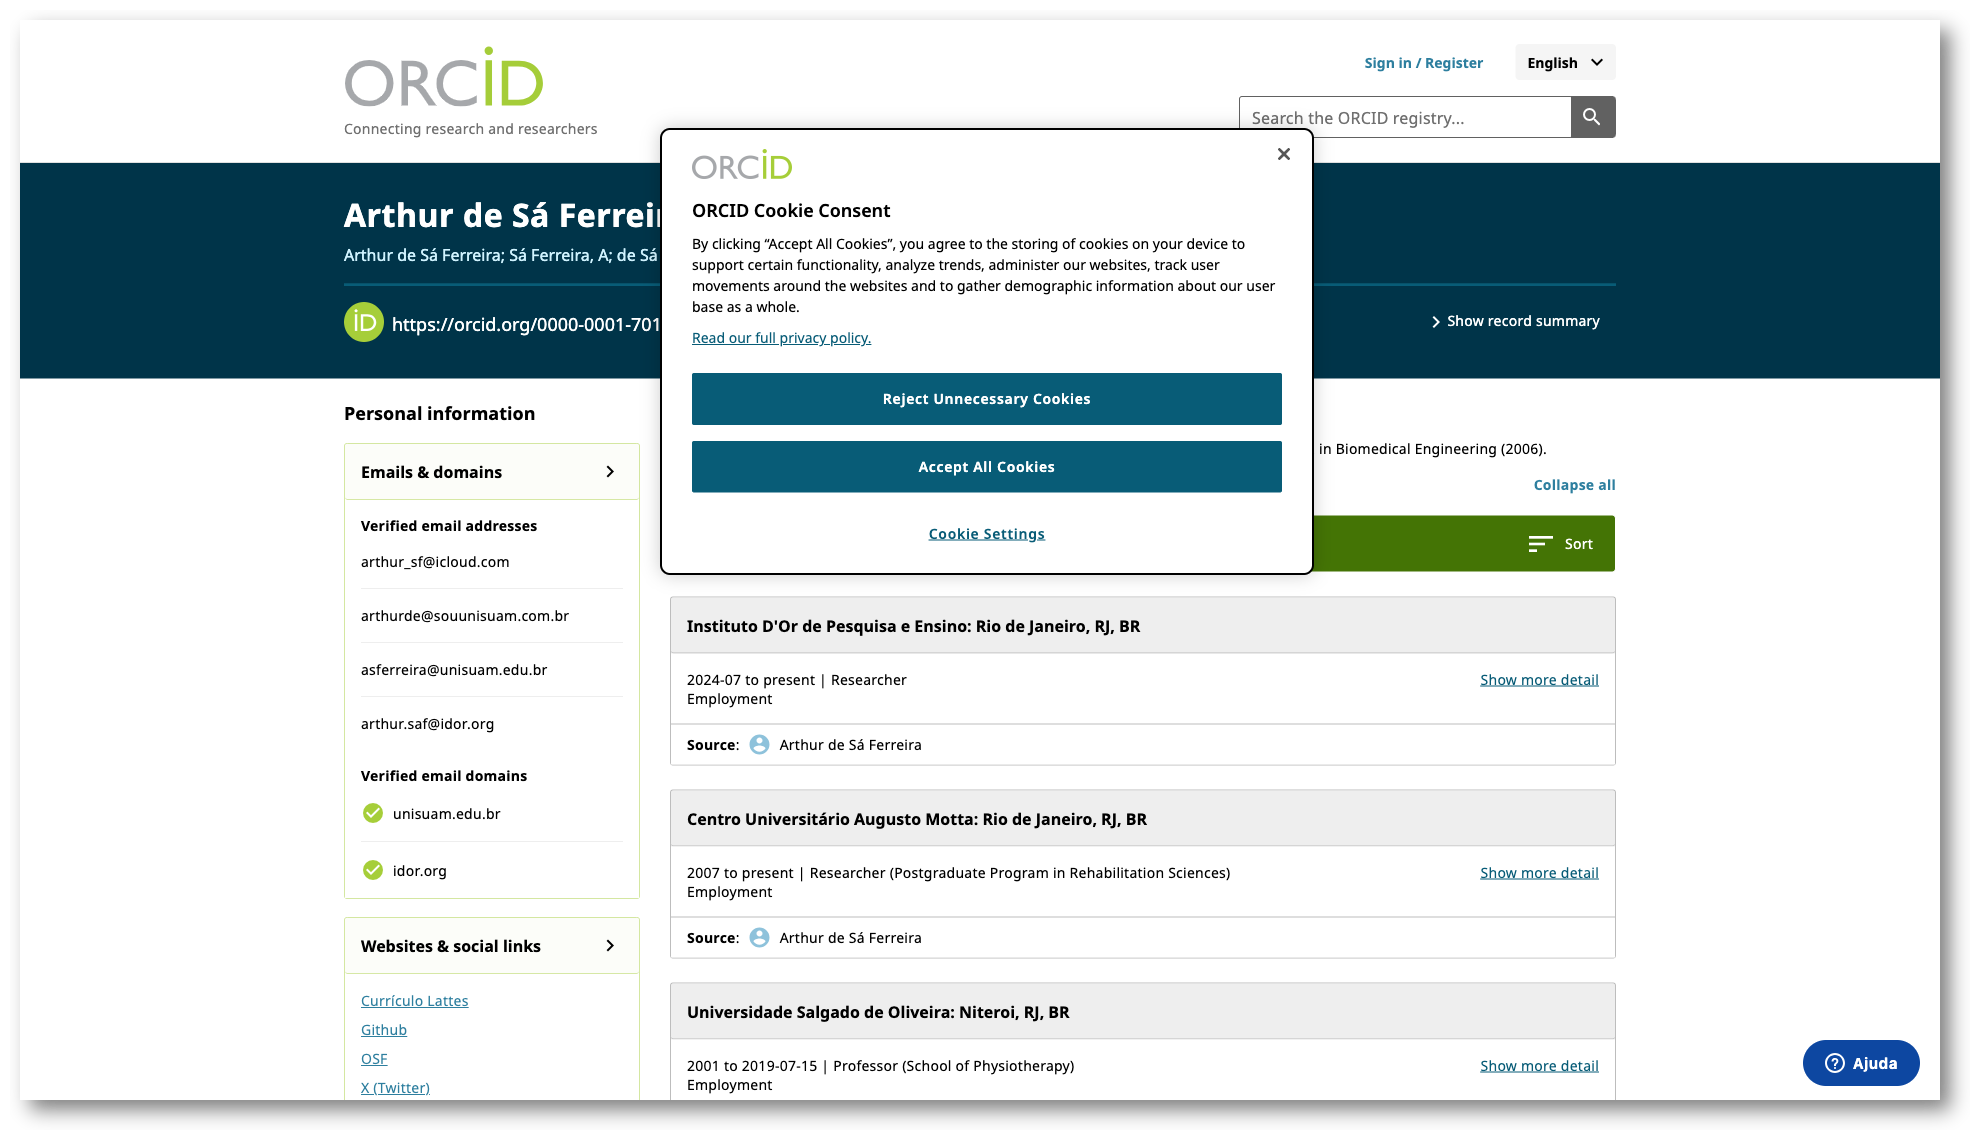 ORCID
Connecting research and researchers
Sign in / Register
English
Search the ORCID registry...
Arthur de Sá
Arthur de Sá Ferreira; Sá Ferreira, A; de Sá
iD https://orcid.org/0000-0001-701
Show record summary
ORCID
ORCID Cookie Consent
By clicking “Accept All Cookies”, you agree to the storing of cookies on your device to
support certain functionality, analyze trends, administer our websites, track user
movements around the websites and to gather demographic information about our user
base as a whole.
Read our full privacy policy.
Reject Unnecessary Cookies
Accept All Cookies
Cookie Settings
Personal information
Emails & domains
Verified email addresses
arthur_sf@icloud.com
arthurde@souunisuam.com.br
asferreira@unisuam.edu.br
arthur.saf@idor.org
Verified email domains
unisuam.edu.br
idor.org
Websites & social links
Currículo Lattes
Github
OSF
X (Twitter)
in Biomedical Engineering (2006).
Collapse all
Sort
Instituto D'Or de Pesquisa e Ensino: Rio de Janeiro, RJ, BR
2024-07 to present | Researcher
Show more detail
Employment
Source: Arthur de Sá Ferreira
Centro Universitário Augusto Motta: Rio de Janeiro, RJ, BR
2007 to present | Researcher (Postgraduate Program in Rehabilitation Sciences)
Show more detail
Employment
Source: Arthur de Sá Ferreira
Universidade Salgado de Oliveira: Niteroi, RJ, BR
2001 to 2019-07-15 | Professor (School of Physiotherapy)
Show more detail
Employment
Ajuda